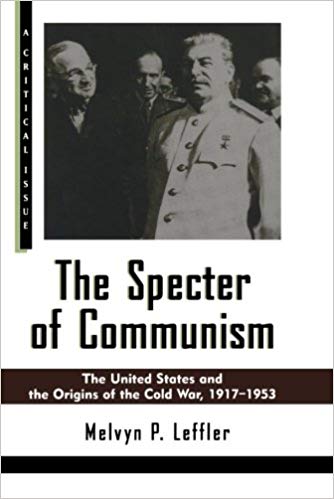 A CRITICAL ISSUE
The Specter
of Communism
The United States and
the Origins of the Cold War, 1917–1953
Melvyn P. Leffler